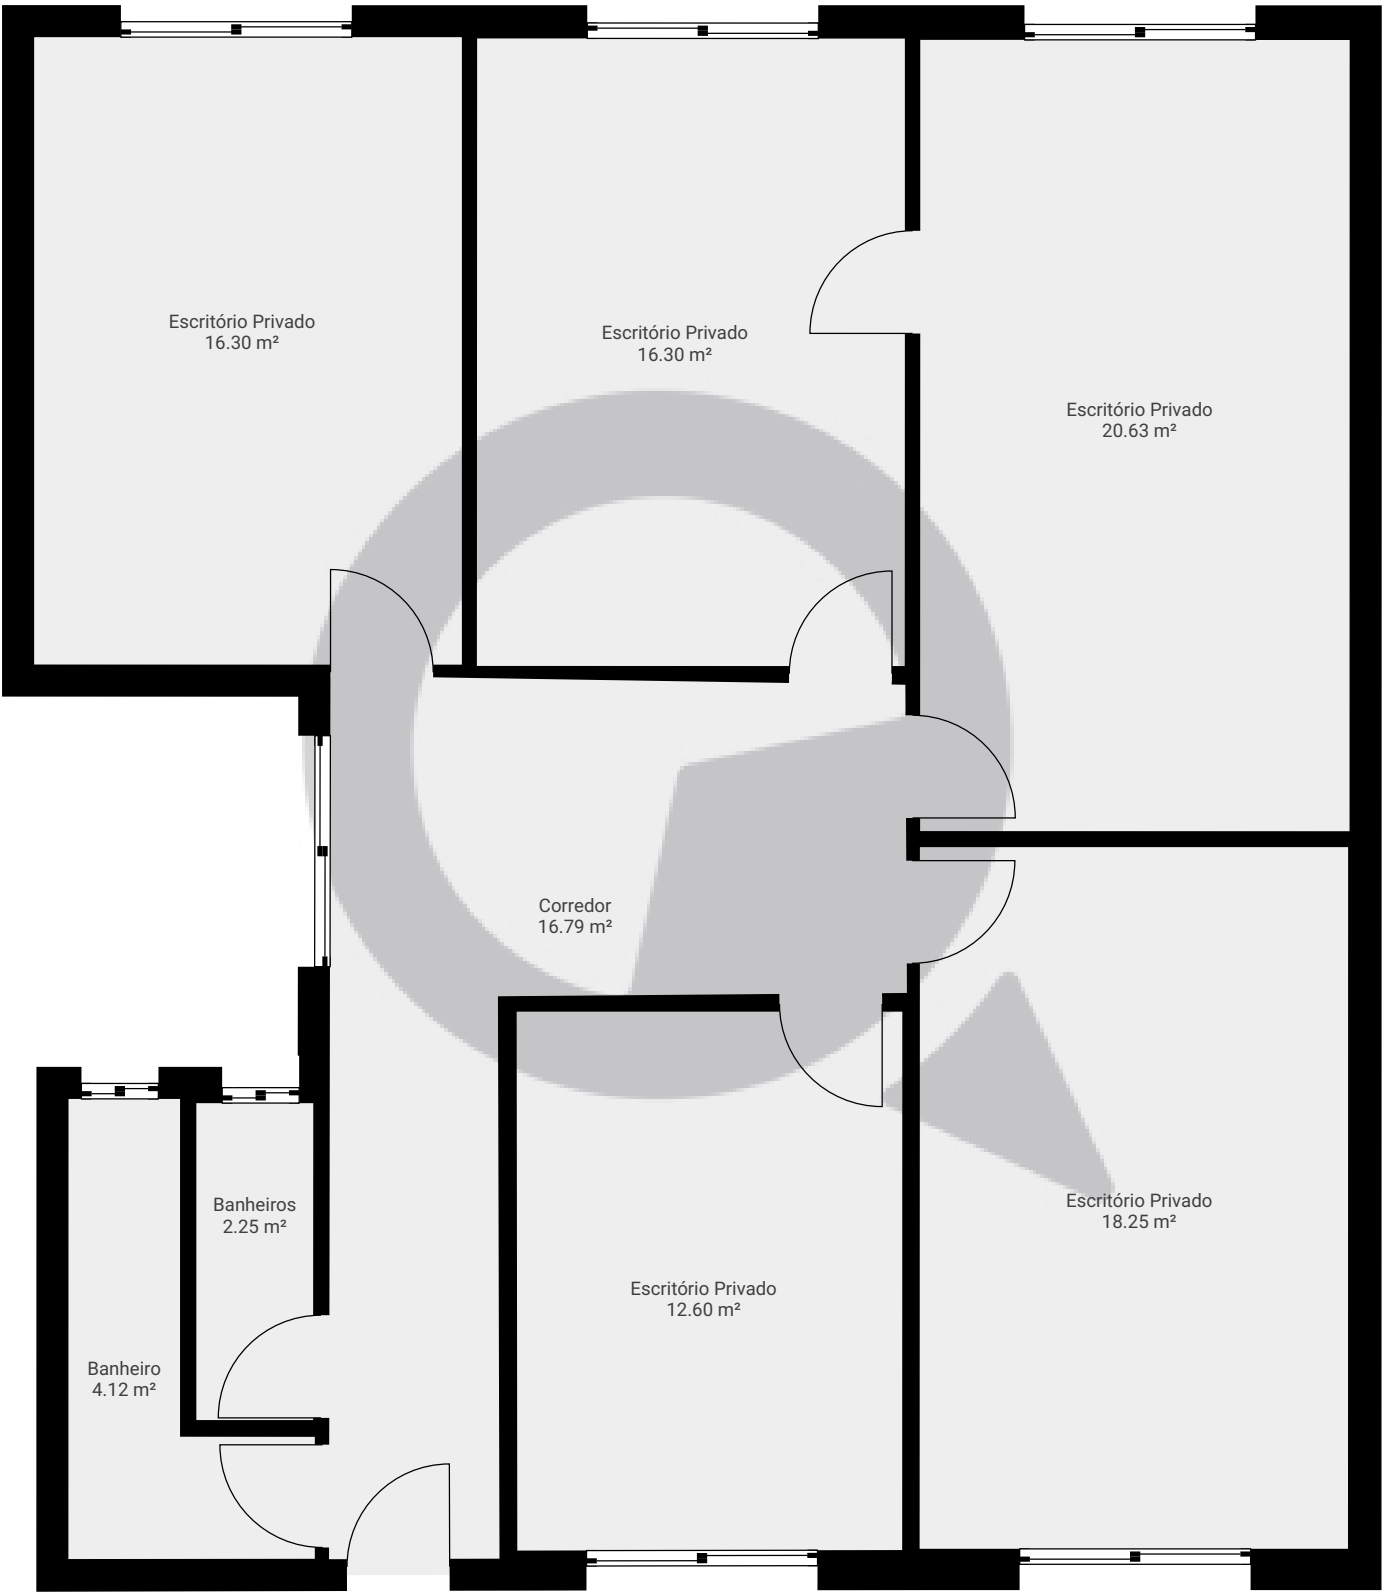 Escritório Privado
16.30 m²
Escritório Privado
16.30 m²
Escritório Privado
20.63 m²
Corredor
16.79 m²
Banheiros
2.25 m²
Escritório Privado
18.25 m²
Escritório Privado
12.60 m²
Banheiro
4.12 m²